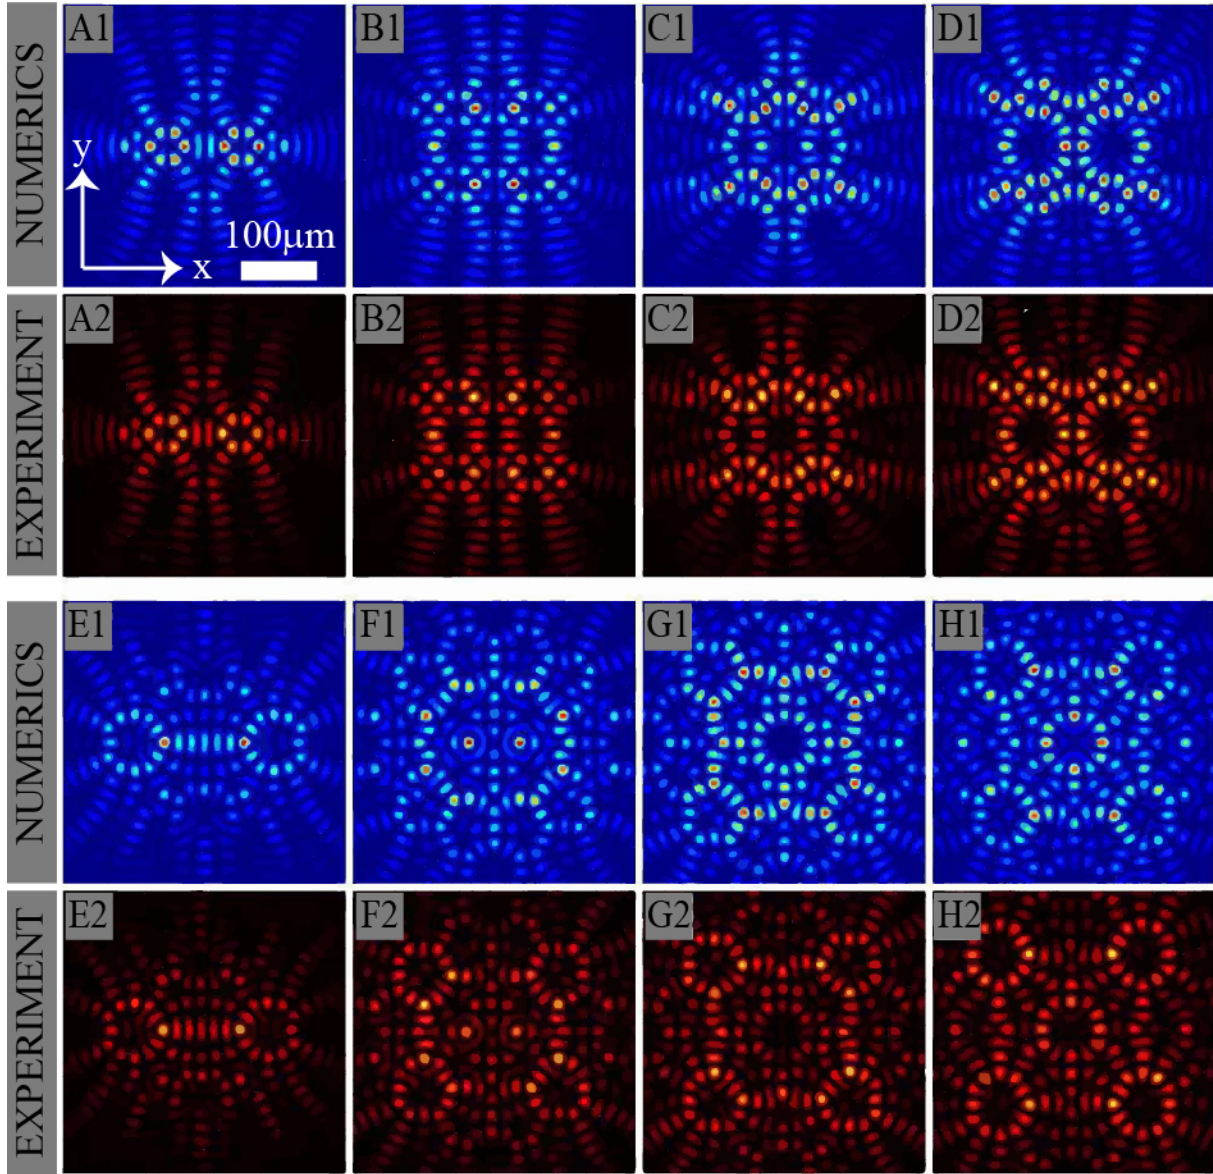 NUMERICS
A1
B1
C1
D1
y
x
100μm
EXPERIMENT
A2
B2
C2
D2
NUMERICS
E1
F1
G1
H1
EXPERIMENT
E2
F2
G2
H2